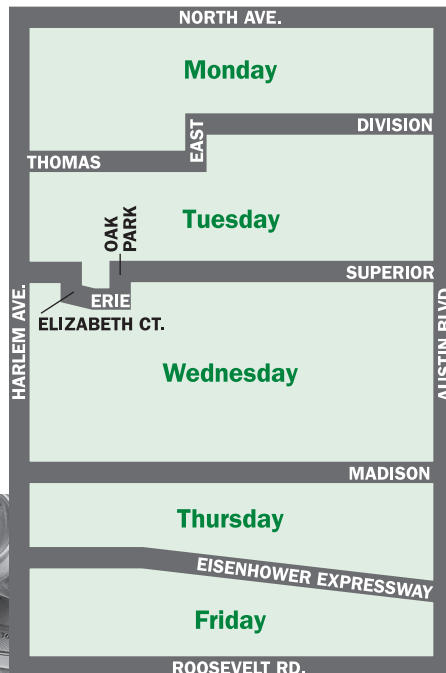 NORTH AVE.
Monday
DIVISION
EAST
THOMAS
Tuesday
OAK
PARK
SUPERIOR
ERIE
ELIZABETH CT.
HARLEM AVE.
AUSTIN BLVD.
Wednesday
MADISON
Thursday
EISENHOWER EXPRESSWAY
Friday
ROOSEVELT RD.